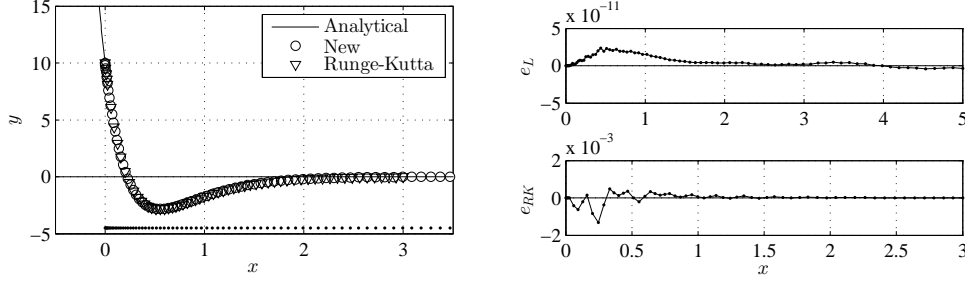 Analytical
New
Runge-Kutta
15
10
5
0
−5
y
0 1 2 3
x
x 10−11
5
0
−5
eL
0 1 2 3 4 5
x 10−3
2
0
−2
eRK
0 0.5 1 1.5 2 2.5 3
x